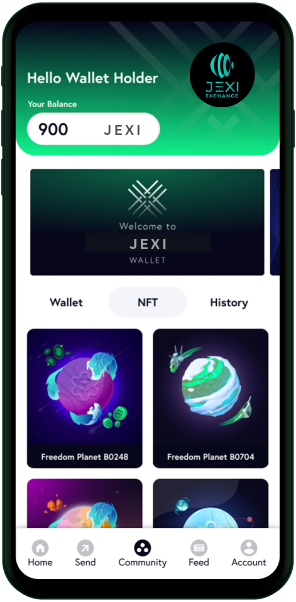 Hello Wallet Holder
JEXI
EXCHANGE
Your Balance
900 JEXI
Welcome to
JEXI
WALLET
Wallet NFT History
Freedom Planet B0248 Freedom Planet B0704
Home Send Community Feed Account